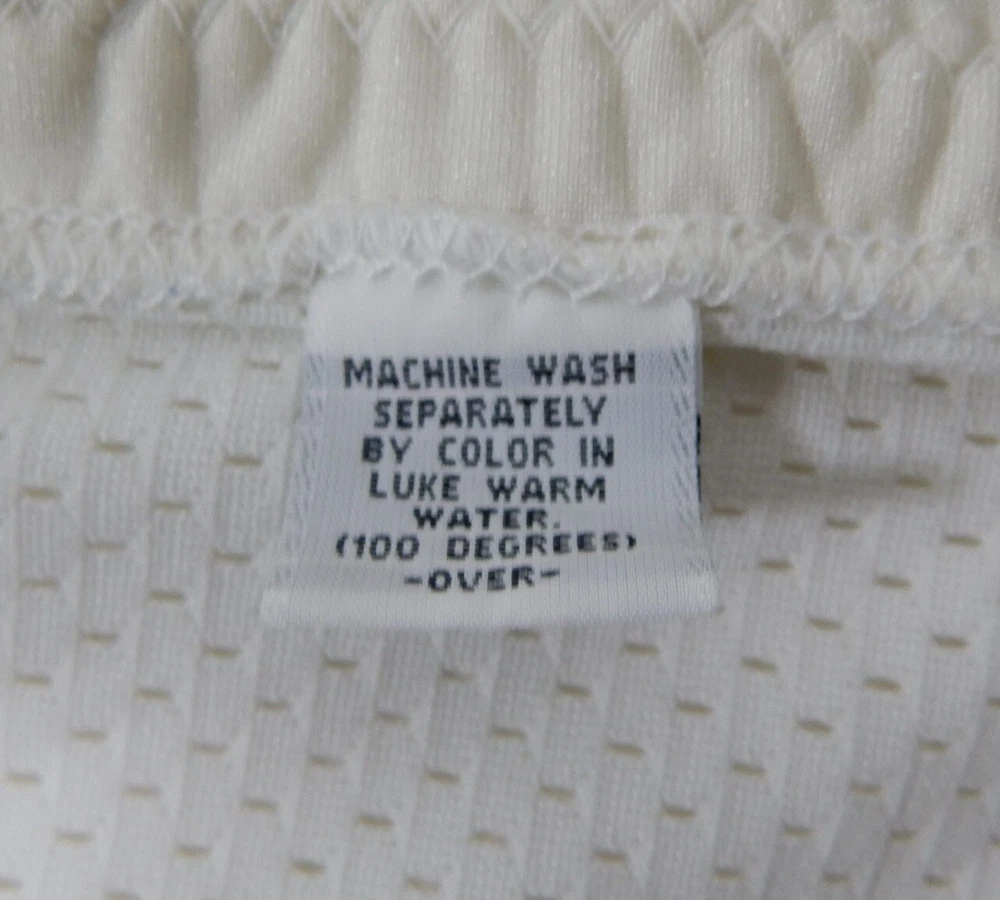 MACHINE WASH
SEPARATELY
BY COLOR IN
LUKE WARM
WATER.
(100 DEGREES)
-OVER-